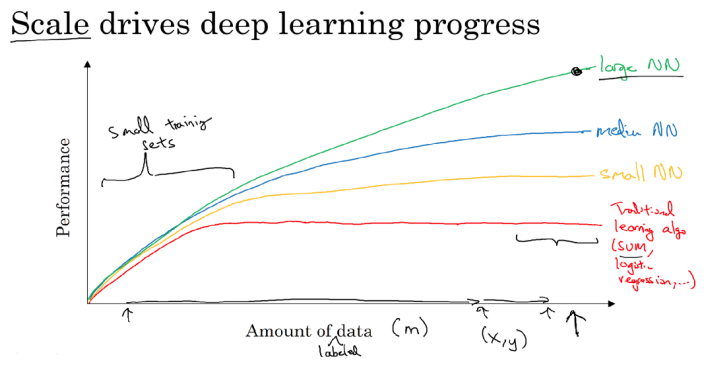 Scale drives deep learning progress
large NN
small training
sets
medium NN
small NN
Performance
Traditional
learning algo
(SVM,
logistic
regression,...)
Amount of data (m)
labeled
(x,y)